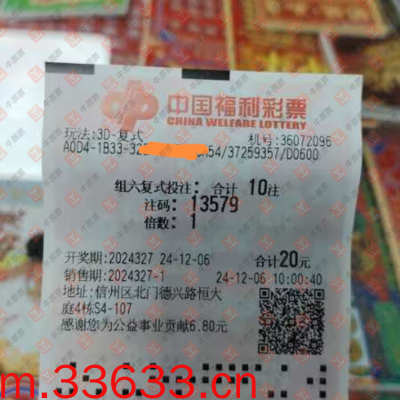 中国福利彩票
CHINA WELFARE LOTTERY
玩法:3D-复式
机号:36072096
A0D4-1B33-32
54/37259357/D0600
组六复式投注: 合计 10注
注码: 13579
倍数: 1
开奖期:2024327 24-12-06 合计20元
销售期:2024327-1 24-12-06 10:00:40
地址:信州区北门德兴路恒大
庭4栋S4-107
感谢您为公益事业贡献6.80元
m.33633.cn